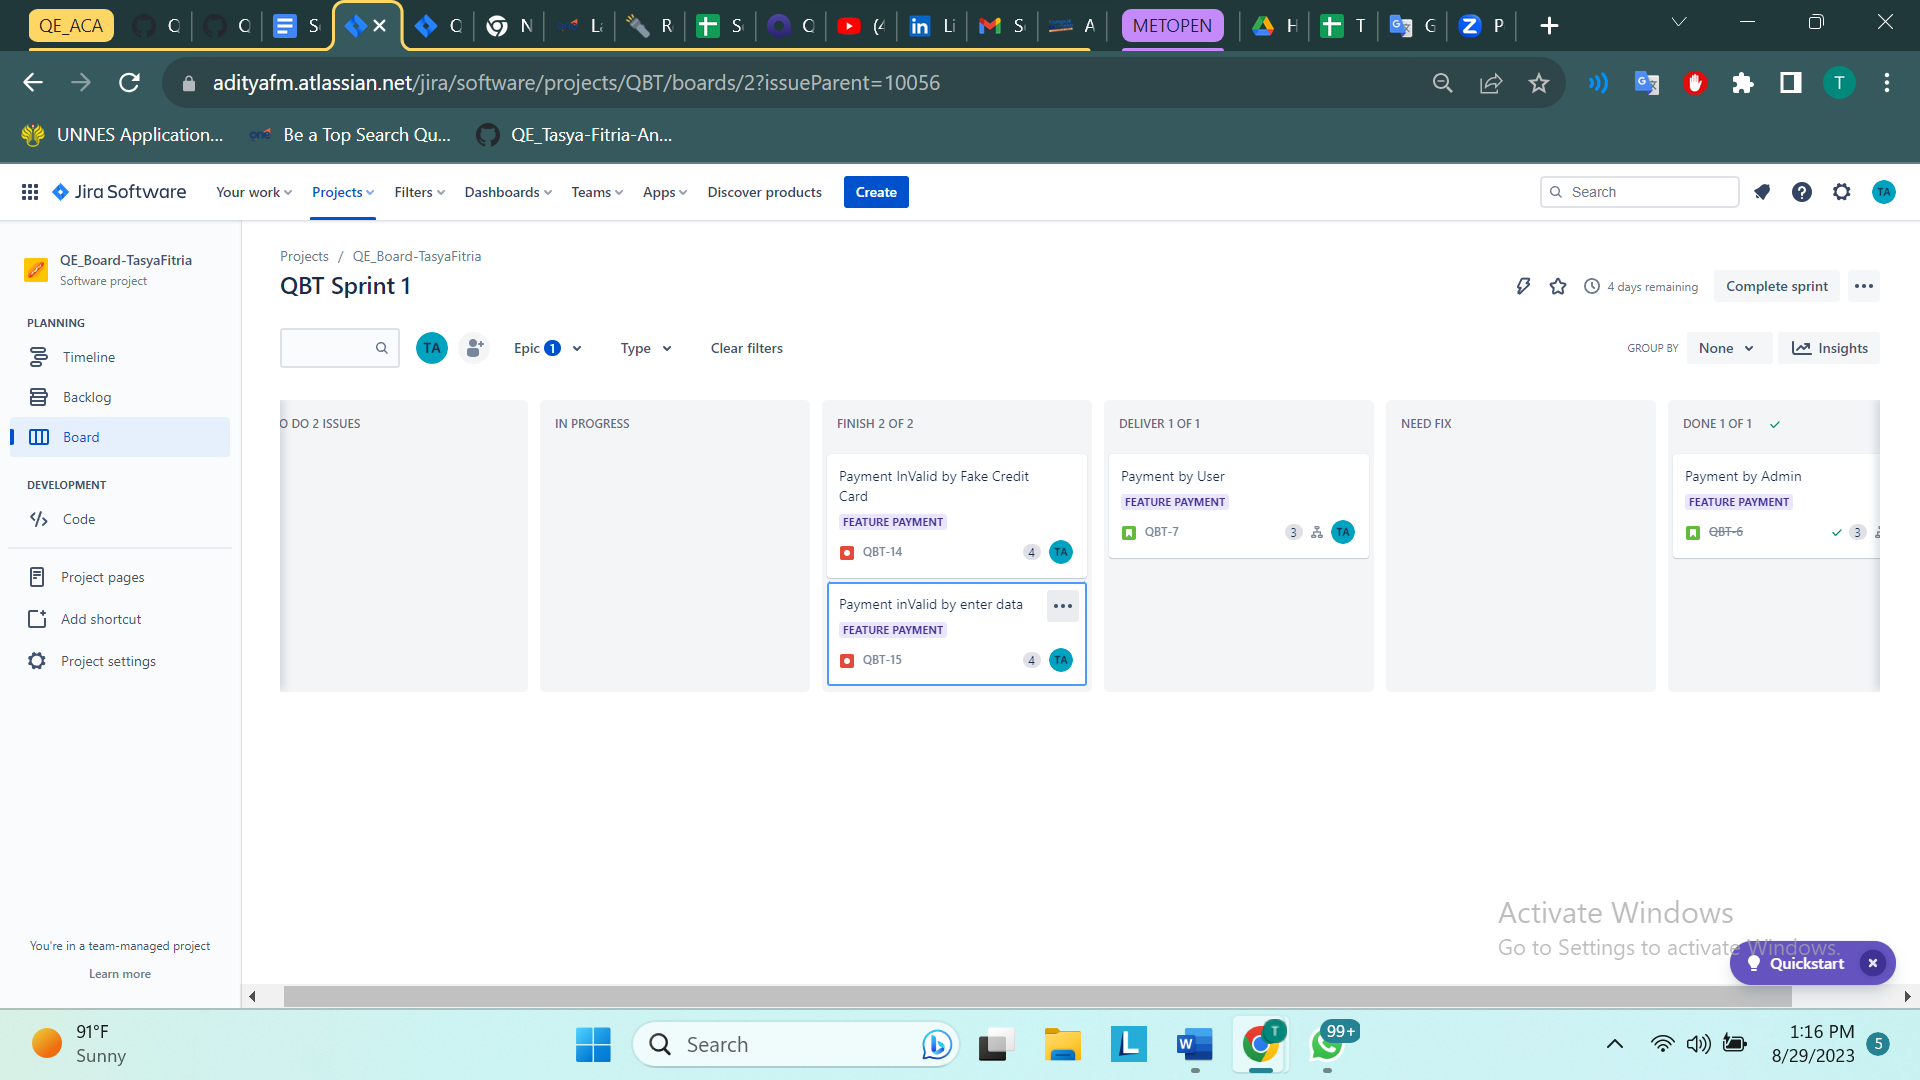 QE_ACA
Q
Q
S
Q
N
La
R
S
Q
(4
Li
S
A
METOPEN
H
T
G
P
adityafm.atlassian.net/jira/software/projects/QBT/boards/2?issueParent=10056
T
UNNES Application...
one
Be a Top Search Qu...
QE_Tasya-Fitria-An...
Jira Software
Your work
Projects
Filters
Dashboards
Teams
Apps
Discover products
Create
Search
TA
QE_Board-TasyaFitria
Software project
Projects / QE_Board-TasyaFitria
QBT Sprint 1
4 days remaining
Complete sprint
PLANNING
Timeline
Backlog
Board
DEVELOPMENT
Code
Project pages
Add shortcut
Project settings
You're in a team-managed project
Learn more
TA
Epic 1
Type
Clear filters
GROUP BY
None
Insights
O DO 2 ISSUES
IN PROGRESS
FINISH 2 OF 2
Payment InValid by Fake Credit
Card
FEATURE PAYMENT
QBT-14
4
TA
Payment inValid by enter data
FEATURE PAYMENT
QBT-15
4
TA
DELIVER 1 OF 1
Payment by User
FEATURE PAYMENT
QBT-7
3
TA
NEED FIX
DONE 1 OF 1
Payment by Admin
FEATURE PAYMENT
QBT-6
3
Activate Windows
Go to Settings to activate Windows.
Quickstart
91°F
Sunny
Search
L
W
T
99+
1:16 PM
8/29/2023
5